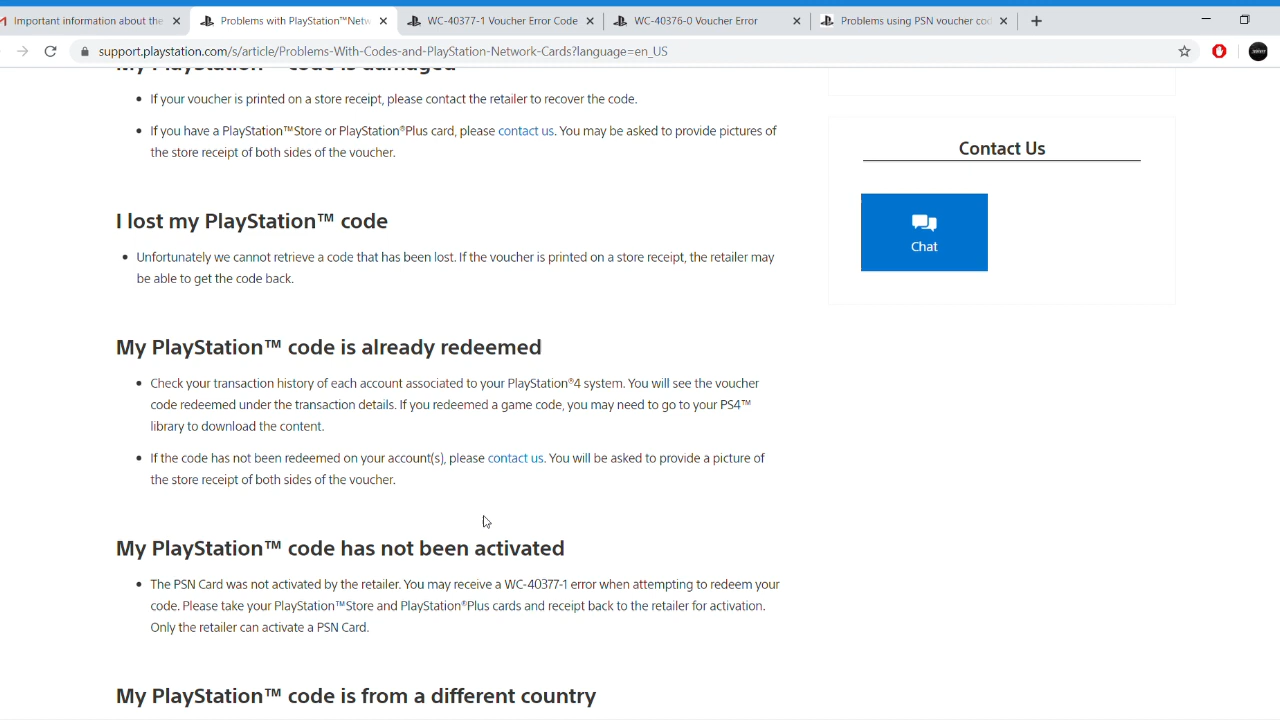 Important information about the
Problems with PlayStation™Netw
WC-40377-1 Voucher Error Code
WC-40376-0 Voucher Error
Problems using PSN voucher cod
support.playstation.com/s/article/Problems-With-Codes-and-PlayStation-Network-Cards?language=en_US
My PlayStation™ code is damaged
• If your voucher is printed on a store receipt, please contact the retailer to recover the code.
• If you have a PlayStation™Store or PlayStation®Plus card, please contact us. You may be asked to provide pictures of
the store receipt of both sides of the voucher.
Contact Us
Chat
I lost my PlayStation™ code
• Unfortunately we cannot retrieve a code that has been lost. If the voucher is printed on a store receipt, the retailer may
be able to get the code back.
My PlayStation™ code is already redeemed
• Check your transaction history of each account associated to your PlayStation®4 system. You will see the voucher
code redeemed under the transaction details. If you redeemed a game code, you may need to go to your PS4™
library to download the content.
• If the code has not been redeemed on your account(s), please contact us. You will be asked to provide a picture of
the store receipt of both sides of the voucher.
My PlayStation™ code has not been activated
• The PSN Card was not activated by the retailer. You may receive a WC-40377-1 error when attempting to redeem your
code. Please take your PlayStation™Store and PlayStation®Plus cards and receipt back to the retailer for activation.
Only the retailer can activate a PSN Card.
My PlayStation™ code is from a different country